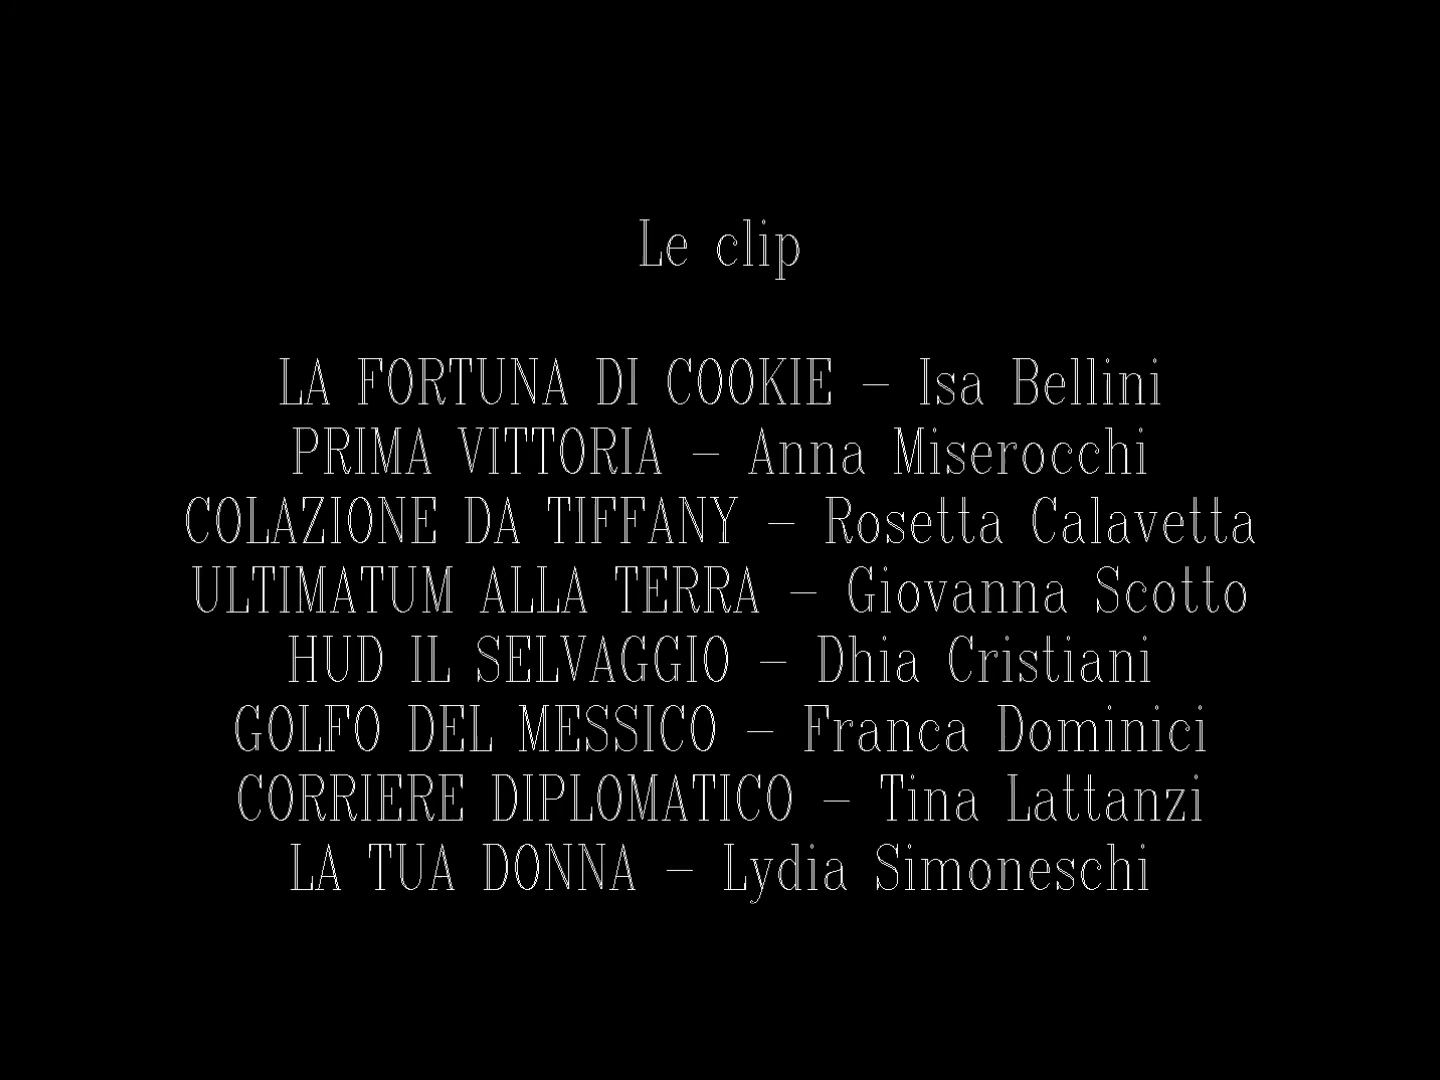 Le clip
LA FORTUNA DI COOKIE – Isa Bellini
PRIMA VITTORIA – Anna Miserocchi
COLAZIONE DA TIFFANY – Rosetta Calavetta
ULTIMATUM ALLA TERRA – Giovanna Scotto
HUD IL SELVAGGIO – Dhia Cristiani
GOLFO DEL MESSICO – Franca Dominici
CORRIERE DIPLOMATICO – Tina Lattanzi
LA TUA DONNA – Lydia Simoneschi